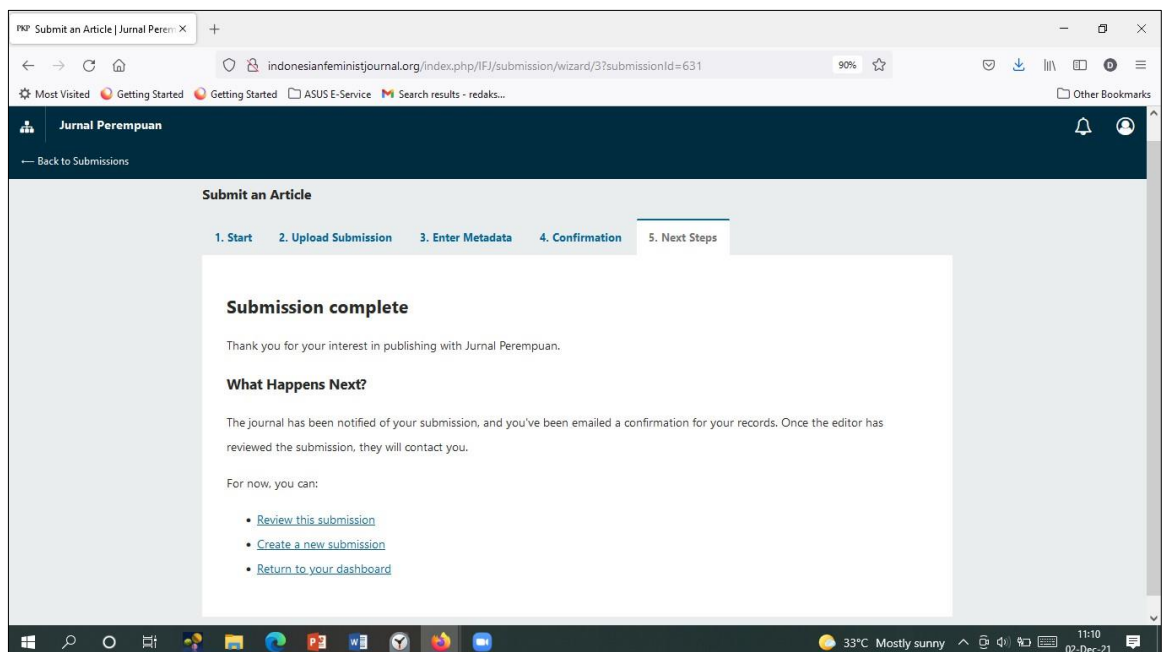 PKP Submit an Article | Jurnal Perem
indonesianfeministjournal.org/index.php/IFJ/submission/wizard/3?submissionId=631
90%
Most Visited Getting Started Getting Started ASUS E-Service Search results - redaks...
Other Bookmarks
Jurnal Perempuan
← Back to Submissions
Submit an Article
1. Start 2. Upload Submission 3. Enter Metadata 4. Confirmation 5. Next Steps
Submission complete
Thank you for your interest in publishing with Jurnal Perempuan.
What Happens Next?
The journal has been notified of your submission, and you've been emailed a confirmation for your records. Once the editor has
reviewed the submission, they will contact you.
For now, you can:
• Review this submission
• Create a new submission
• Return to your dashboard
33°C Mostly sunny
11:10
02-Dec-21